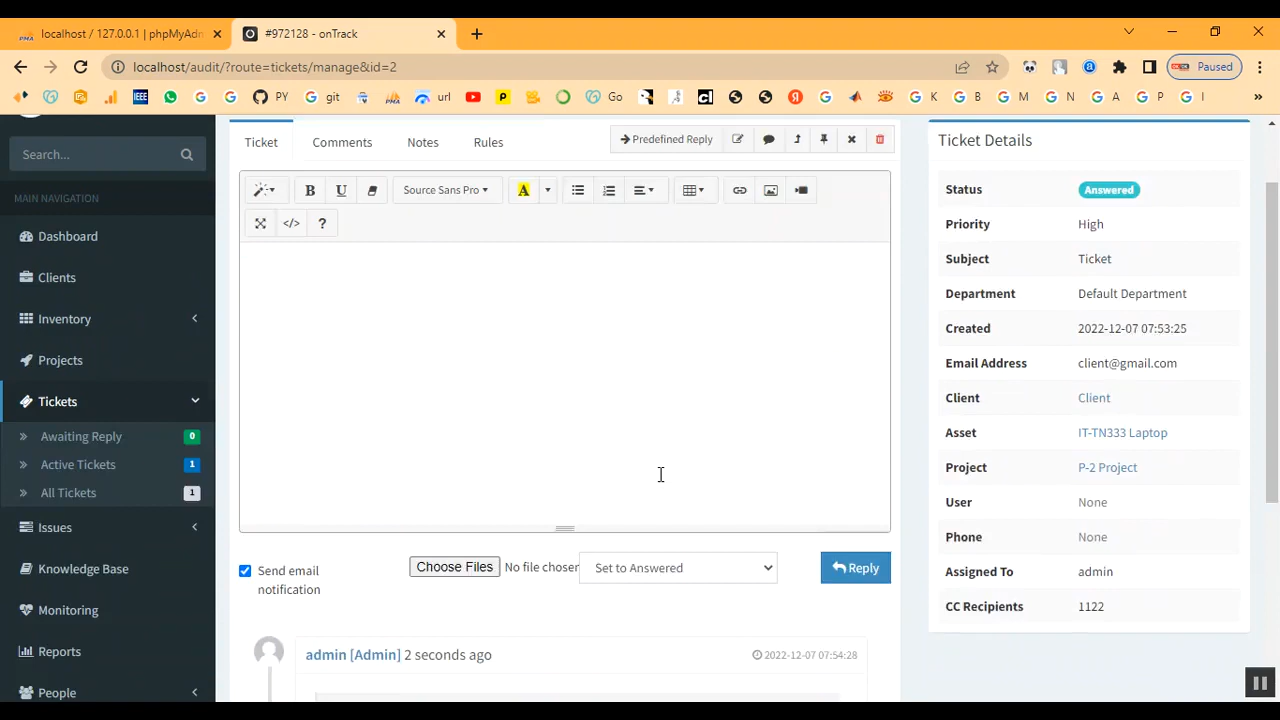 localhost / 127.0.0.1 | phpMyAdm
#972128 - onTrack
localhost/audit/?route=tickets/manage&id=2
Paused
IEEE
PY
git
PMA
url
Go
K
B
M
N
A
P
I
»
Search...
MAIN NAVIGATION
Dashboard
Clients
Inventory
Projects
Tickets
Awaiting Reply 0
Active Tickets 1
All Tickets 1
Issues
Knowledge Base
Monitoring
Reports
People
Ticket Comments Notes Rules
Predefined Reply
B U Source Sans Pro A
</> ?
Send email
notification
Choose Files No file chosen
Set to Answered
Reply
admin [Admin] 2 seconds ago
2022-12-07 07:54:28
Ticket Details
Status Answered
Priority High
Subject Ticket
Department Default Department
Created 2022-12-07 07:53:25
Email Address client@gmail.com
Client Client
Asset IT-TN333 Laptop
Project P-2 Project
User None
Phone None
Assigned To admin
CC Recipients 1122